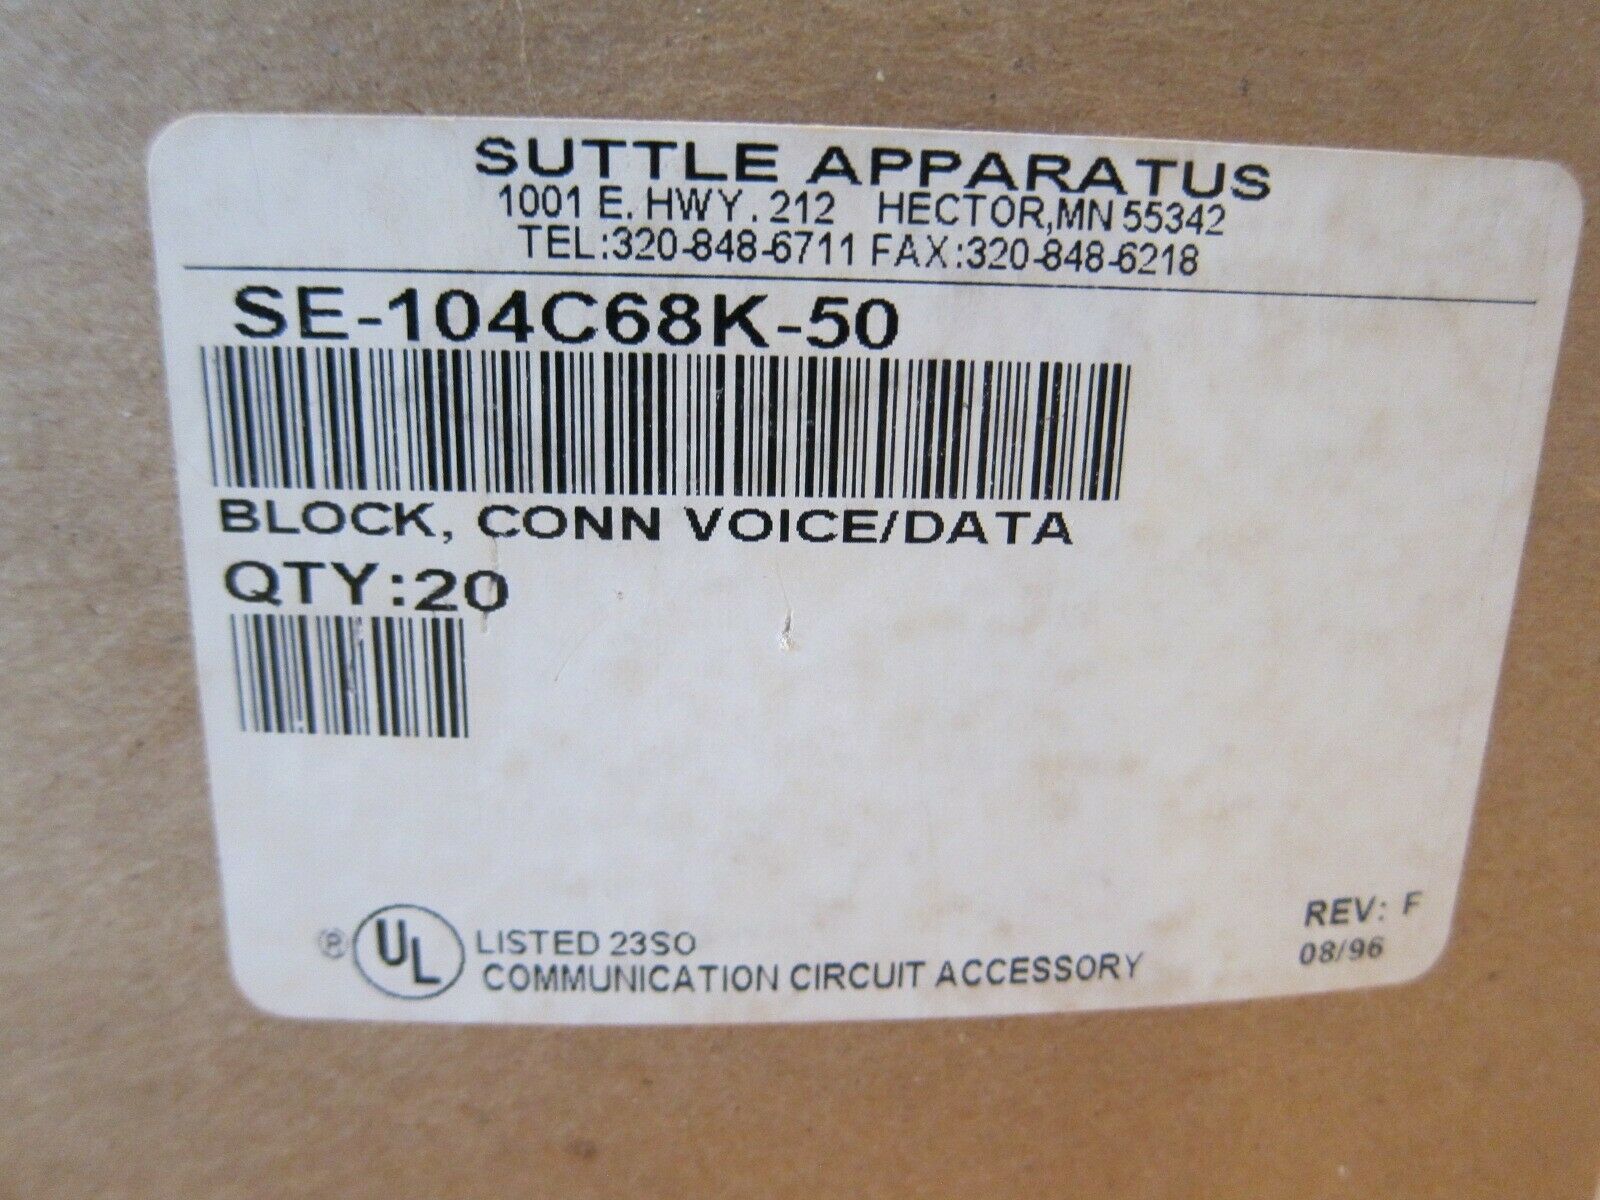 SUTTLE APPARATUS
1001 E. HWY. 212 HECTOR,MN 55342
TEL:320-848-6711 FAX:320-848-6218
SE-104C68K-50
BLOCK, CONN VOICE/DATA
QTY:20
® UL LISTED 23SO
COMMUNICATION CIRCUIT ACCESSORY
REV: F
08/96